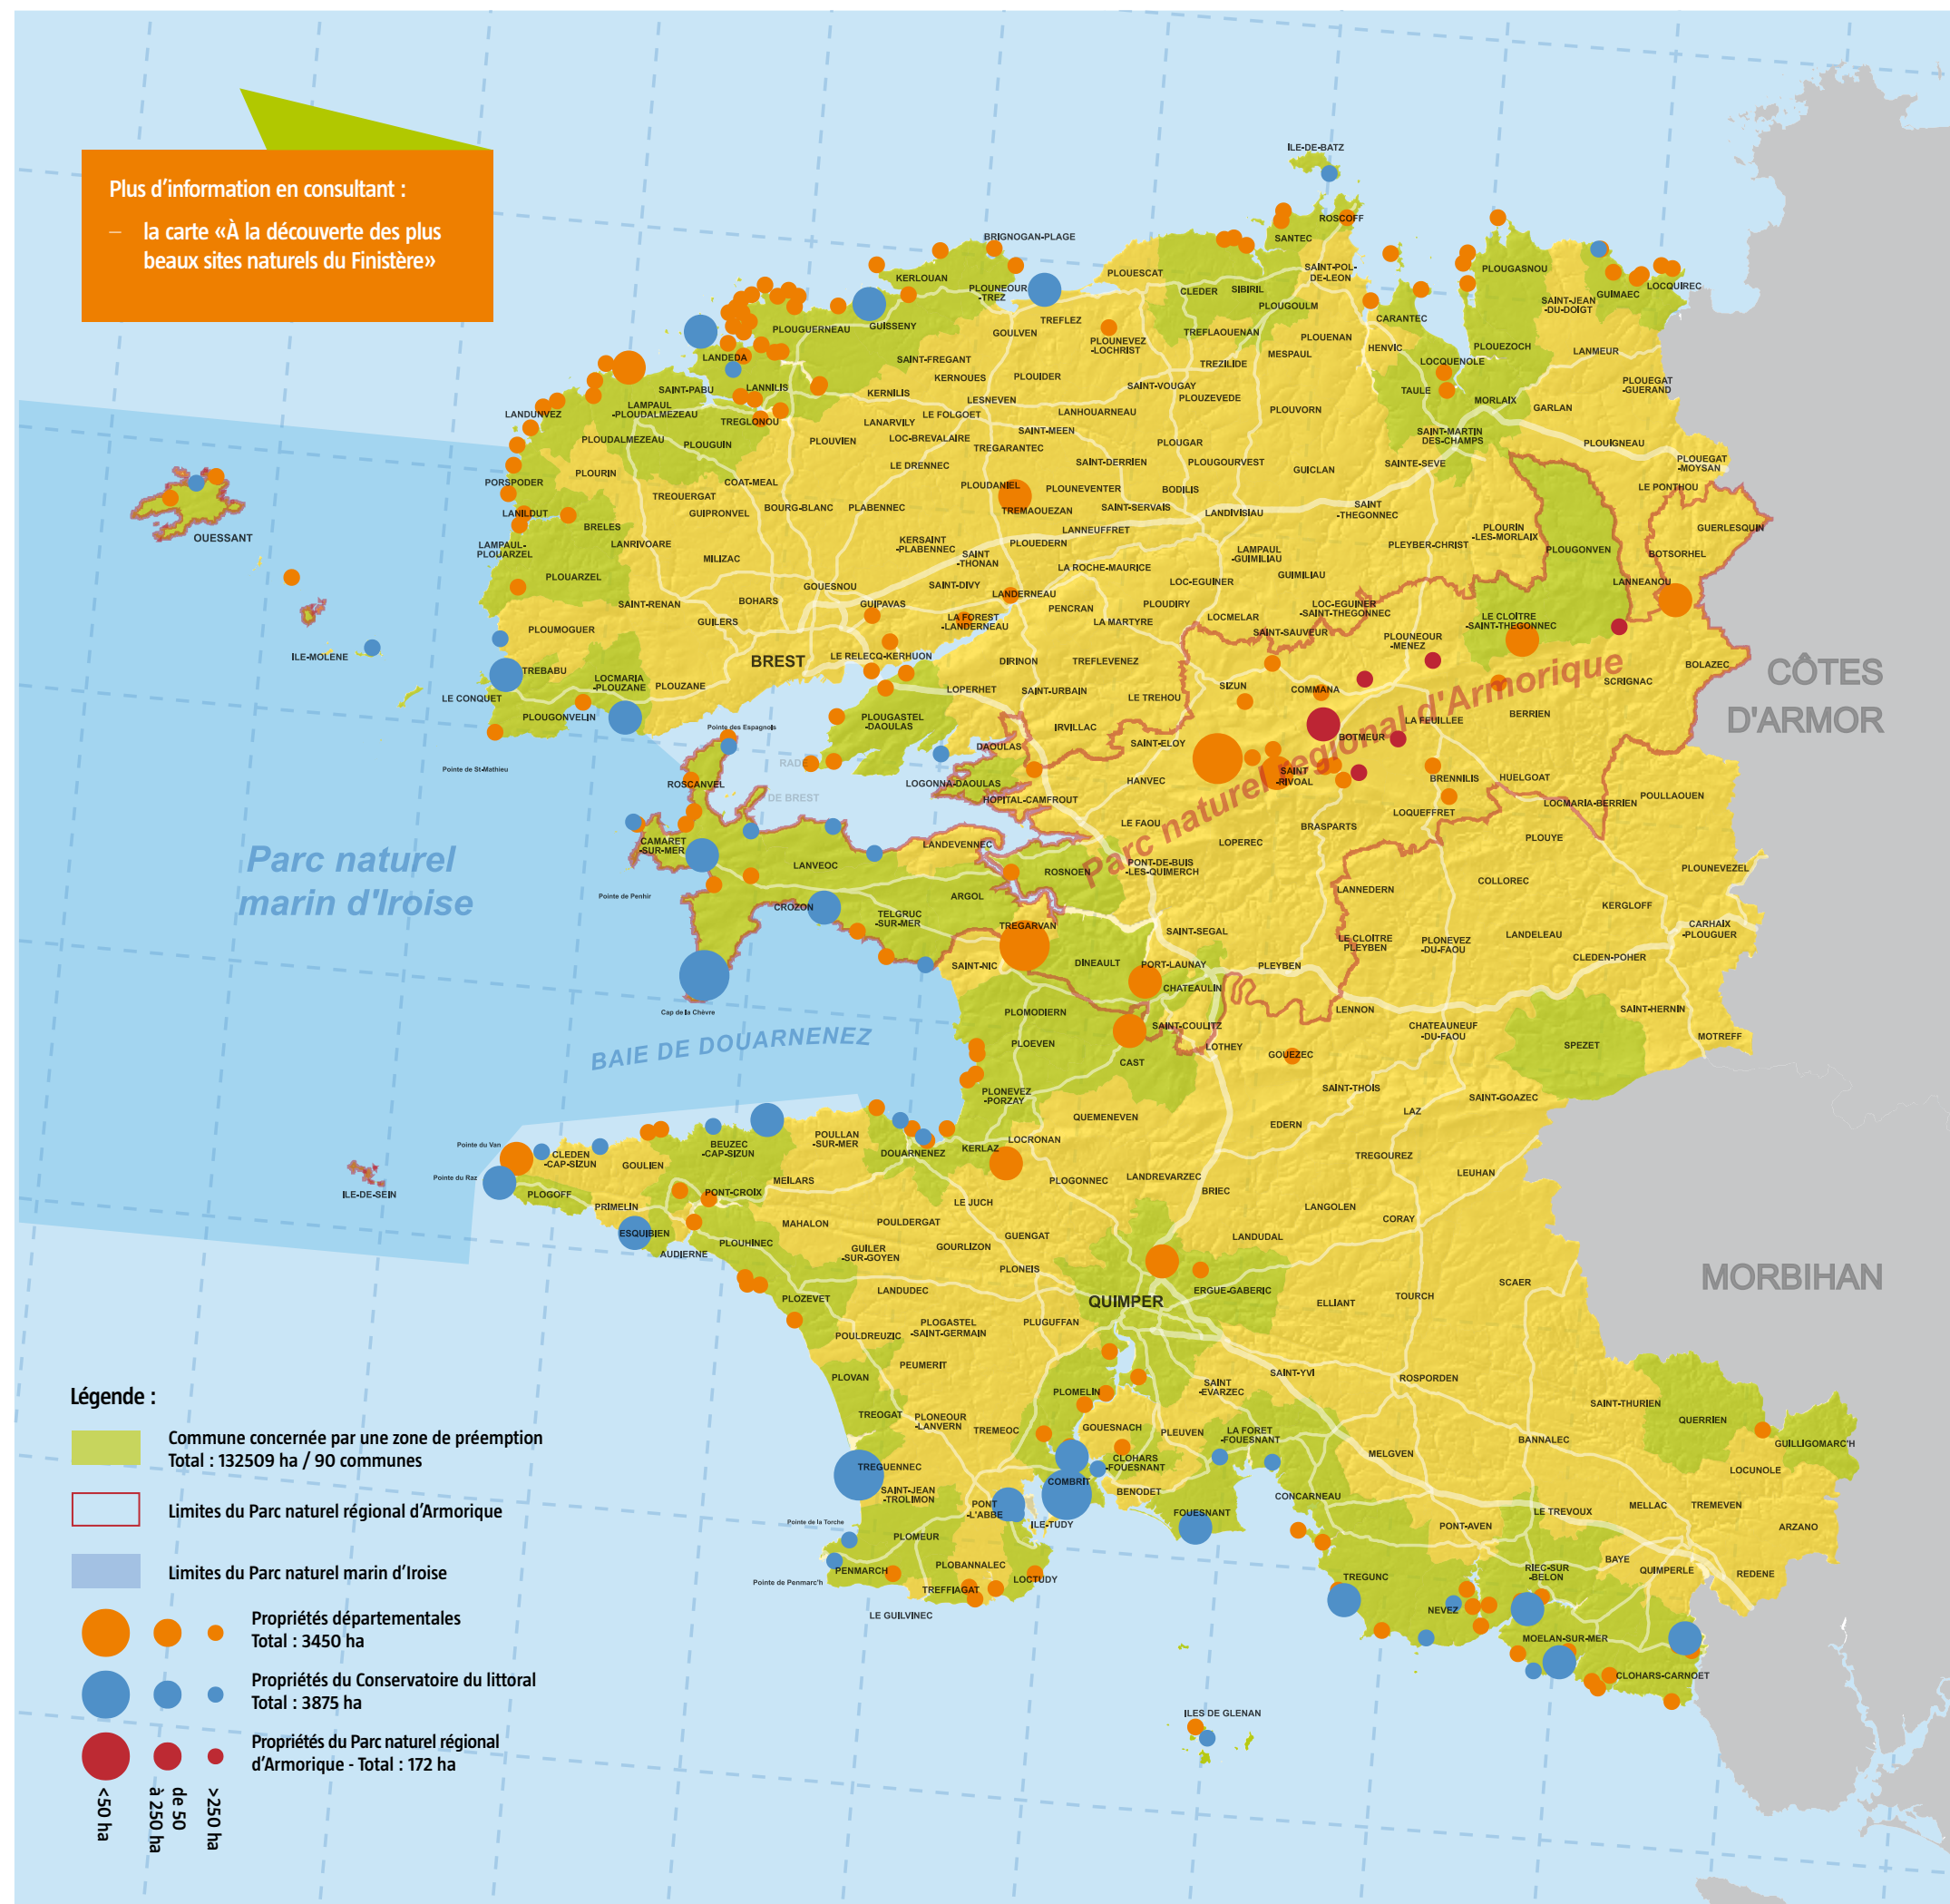 Plus d'information en consultant :
– la carte «À la découverte des plus
beaux sites naturels du Finistère»
ILE-DE-BATZ
ROSCOFF
SANTEC
BRIGNOGAN-PLAGE
KERLOUAN
PLOUNEOUR
-TREZ
PLOUESCAT
CLEDER
SIBIRIL
SAINT-POL-
DE-LEON
PLOUGOULM
PLOUGASNOU
SAINT-JEAN
-DU-DOIGT
GUIMAEC
LOCQUIREC
CARANTEC
PLOUGUERNEAU
GUISSENY
GOULVEN
TREFLEZ
PLOUNEVEZ
-LOCHRIST
TREFLAOUENAN
PLOUENAN
HENVIC
PLOUEZOCH
LANMEUR
LANDEDA
SAINT-FREGANT
TREZILIDE
MESPAUL
LOCQUENOLE
PLOUEGAT
-GUERAND
SAINT-PABU
LANNILIS
KERNILIS
KERNOUES
PLOUIDER
SAINT-VOUGAY
PLOUZEVEDE
TAULE
MORLAIX
LANDUNVEZ
LAMPAUL
-PLOUDALMEZEAU
LESNEVEN
LE FOLGOET
LANHOUARNEAU
PLOUVORN
GARLAN
TREGLONOU
LANARVILY
SAINT-MEEN
SAINT-MARTIN
DES-CHAMPS
PLOUDALMEZEAU
PLOUGUIN
PLOUVIEN
LOC-BREVALAIRE
TREGARANTEC
PLOUGAR
PLOUIGNEAU
PLOURIN
COAT-MEAL
LE DRENNEC
SAINT-DERRIEN
PLOUGOURVEST
GUICLAN
SAINTE-SEVE
PLOUEGAT
-MOYSAN
PORSPODER
TREOUERGAT
PLOUDANIEL
PLOUNEVENTER
BODILIS
LE PONTHOU
LANILDUT
BRELES
GUIPRONVEL
BOURG-BLANC
PLABENNEC
TREMAOUEZAN
SAINT-SERVAIS
LANDIVISIAU
SAINT
-THEGONNEC
GUERLESQUIN
OUESSANT
LAMPAUL-
PLOUARZEL
LANRIVOARE
KERSAINT
-PLABENNEC
LANNEUFFRET
PLOUEDERN
PLEYBER-CHRIST
PLOURIN
-LES-MORLAIX
PLOUGONVEN
BOTSORHEL
MILIZAC
SAINT
-THONAN
LA ROCHE-MAURICE
LAMPAUL
-GUIMILIAU
PLOUARZEL
GOUESNOU
SAINT-DIVY
LANDERNEAU
LOC-EGUINER
GUIMILIAU
LANNEANOU
SAINT-RENAN
BOHARS
GUIPAVAS
PENCRAN
PLOUDIRY
LOC-EGUINER
-SAINT-THEGONNEC
PLOUMOGUER
GUILERS
LA FOREST
-LANDERNEAU
LA MARTYRE
LOCMELAR
SAINT-SAUVEUR
PLOUNEOUR
-MENEZ
LE CLOITRE
-SAINT-THEGONNEC
ILE-MOLENE
BREST
LE RELECQ-KERHUON
DIRINON
TREFLEVENEZ
BOLAZEC
TREBABU
LOCMARIA
-PLOUZANE
PLOUZANE
LOPERHET
SAINT-URBAIN
LE TREHOU
SIZUN
COMMANA
SCRIGNAC
LE CONQUET
PLOUGONVELIN
PLOUGASTEL
-DAOULAS
IRVILLAC
LA FEUILLEE
BERRIEN
CÔTES
D'ARMOR
Pointe des Espagnols
DAOULAS
SAINT-ELOY
BOTMEUR
Parc naturel regional d'Armorique
Pointe de St-Mathieu
RADE
DE BREST
ROSCANVEL
LOGONNA-DAOULAS
HANVEC
SAINT
-RIVOAL
BRENNILIS
HUELGOAT
HOPITAL-CAMFROUT
LOCMARIA-BERRIEN
POULLAOUEN
LE FAOU
BRASPARTS
LOQUEFFRET
PLOUYE
CAMARET
-SUR-MER
LANDEVENNEC
LOPEREC
LANVEOC
ROSNOEN
PONT-DE-BUIS
-LES-QUIMERCH
PLOUNEVEZEL
Parc naturel
marin d'Iroise
Pointe de Penhir
ARGOL
LANNEDERN
COLLOREC
CROZON
TELGRUC
-SUR-MER
TREGARVAN
SAINT-SEGAL
KERGLOFF
CARHAIX
-PLOUGUER
LE CLOITRE
PLEYBEN
PLONEVEZ
-DU-FAOU
LANDELEAU
SAINT-NIC
DINEAULT
PORT-LAUNAY
PLEYBEN
CLEDEN-POHER
CHATEAULIN
Cap de la Chèvre
PLOMODIERN
LENNON
SAINT-HERNIN
BAIE DE DOUARNENEZ
SAINT-COULITZ
CHATEAUNEUF
-DU-FAOU
MOTREFF
PLOEVEN
LOTHEY
GOUEZEC
SPEZET
CAST
SAINT-THOIS
PLONEVEZ
-PORZAY
SAINT-GOAZEC
QUEMENEVEN
LAZ
EDERN
Pointe du Van
CLEDEN
-CAP-SIZUN
BEUZEC
-CAP-SIZUN
POULLAN
-SUR-MER
DOUARNENEZ
KERLAZ
LOCRONAN
TREGOUREZ
Pointe du Raz
GOULIEN
LANDREVARZEC
LEUHAN
ILE-DE-SEIN
PLOGOFF
PONT-CROIX
MEILARS
PLOGONNEC
BRIEC
PRIMELIN
LE JUCH
LANGOLEN
CORAY
ESQUIBIEN
MAHALON
POULDERGAT
GUENGAT
LANDUDAL
AUDIERNE
PLOUHINEC
GUILER
-SUR-GOYEN
GOURLIZON
PLONEIS
SCAER
MORBIHAN
LANDUDEC
ERGUE-GABERIC
TOURCH
PLOZEVET
QUIMPER
ELLIANT
PLOGASTEL
-SAINT-GERMAIN
PLUGUFFAN
POULDREUZIC
PEUMERIT
SAINT-YVI
ROSPORDEN
PLOVAN
PLOMELIN
SAINT
-EVARZEC
SAINT-THURIEN
TREOGAT
PLONEOUR
-LANVERN
TREMEOC
GOUESNACH
PLEUVEN
LA FORET
-FOUESNANT
QUERRIEN
BANNALEC
GUILLIGOMARC'H
MELGVEN
TREGUENNEC
CLOHARS
-FOUESNANT
LOCUNOLE
SAINT-JEAN
-TROLIMON
COMBRIT
BENODET
CONCARNEAU
MELLAC
TREMEVEN
PONT
-L'ABBE
FOUESNANT
LE TREVOUX
Pointe de la Torche
ILE-TUDY
PONT-AVEN
ARZANO
PLOMEUR
BAYE
PENMARCH
PLOBANNALEC
LOCTUDY
TREGUNC
RIEC-SUR
-BELON
QUIMPERLE
REDENE
Pointe de Penmarc'h
TREFFIAGAT
NEVEZ
LE GUILVINEC
MOELAN-SUR-MER
CLOHARS-CARNOET
ILES DE GLENAN
Légende :
Commune concernée par une zone de préemption
Total : 132509 ha / 90 communes
Limites du Parc naturel régional d'Armorique
Limites du Parc naturel marin d'Iroise
Propriétés départementales
Total : 3450 ha
Propriétés du Conservatoire du littoral
Total : 3875 ha
Propriétés du Parc naturel régional
d'Armorique - Total : 172 ha
<50 ha
de 50
à 250 ha
>250 ha